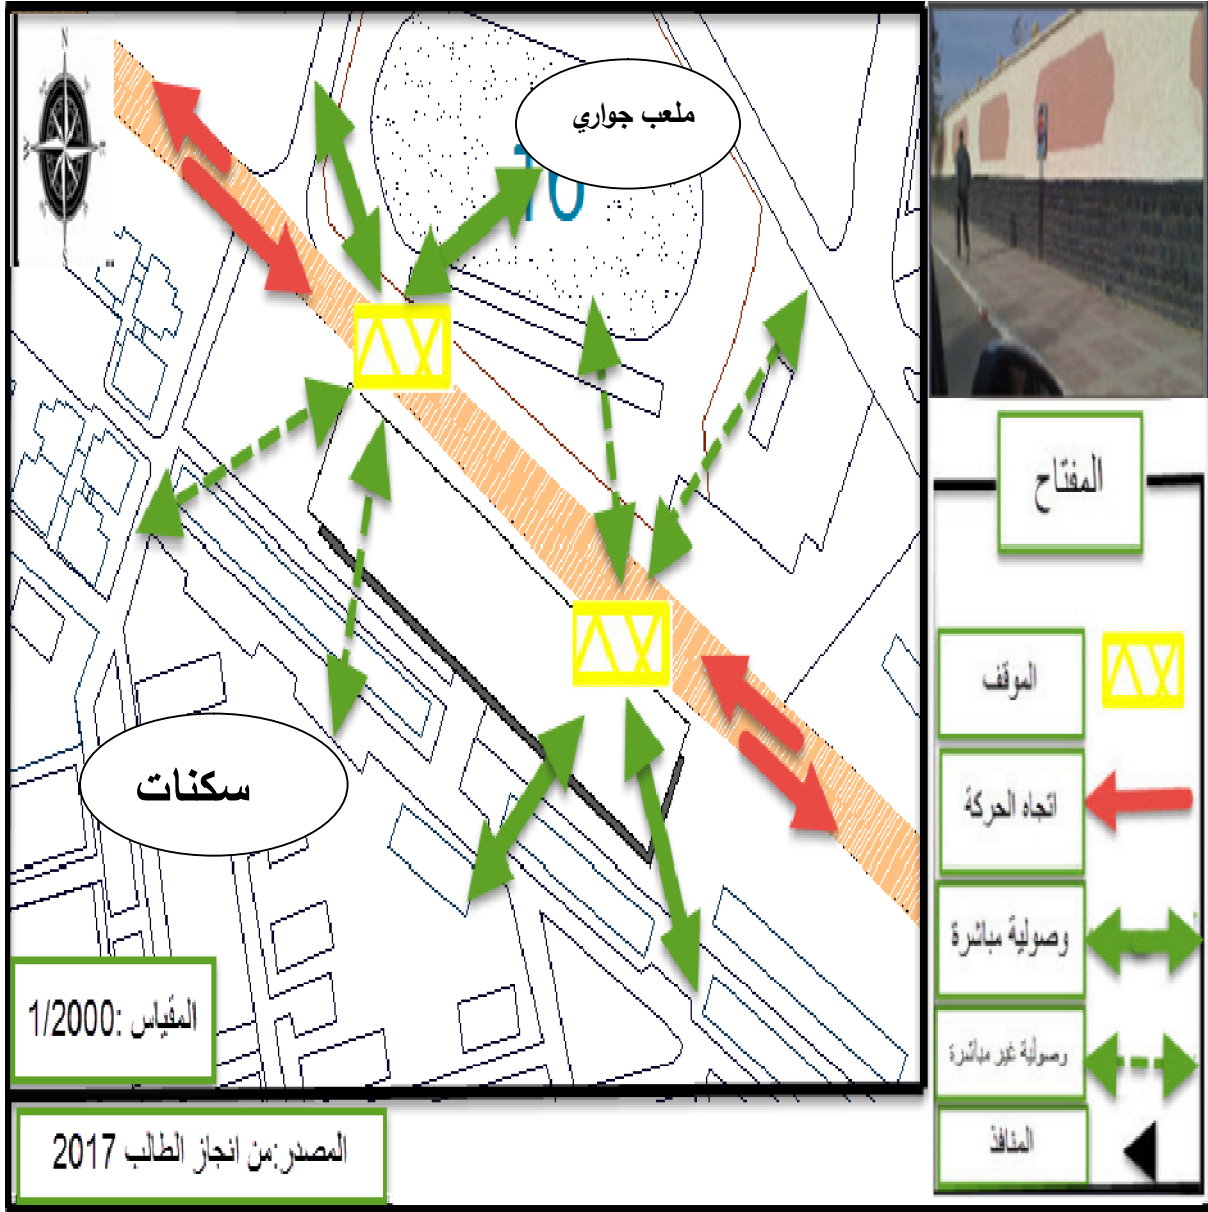 N
ملعب جواري
16
المفتاح
الموقف
اتجاه الحركة
وصولية مباشرة
وصولية غير مباشرة
المنافذ
سكنات
المقياس :1/2000
المصدر:من انجاز الطالب 2017